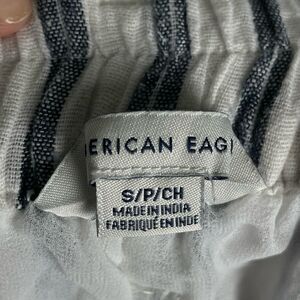 ERICAN EAGL
S/P/CH
MADE IN INDIA
FABRIQUÉ EN INDE